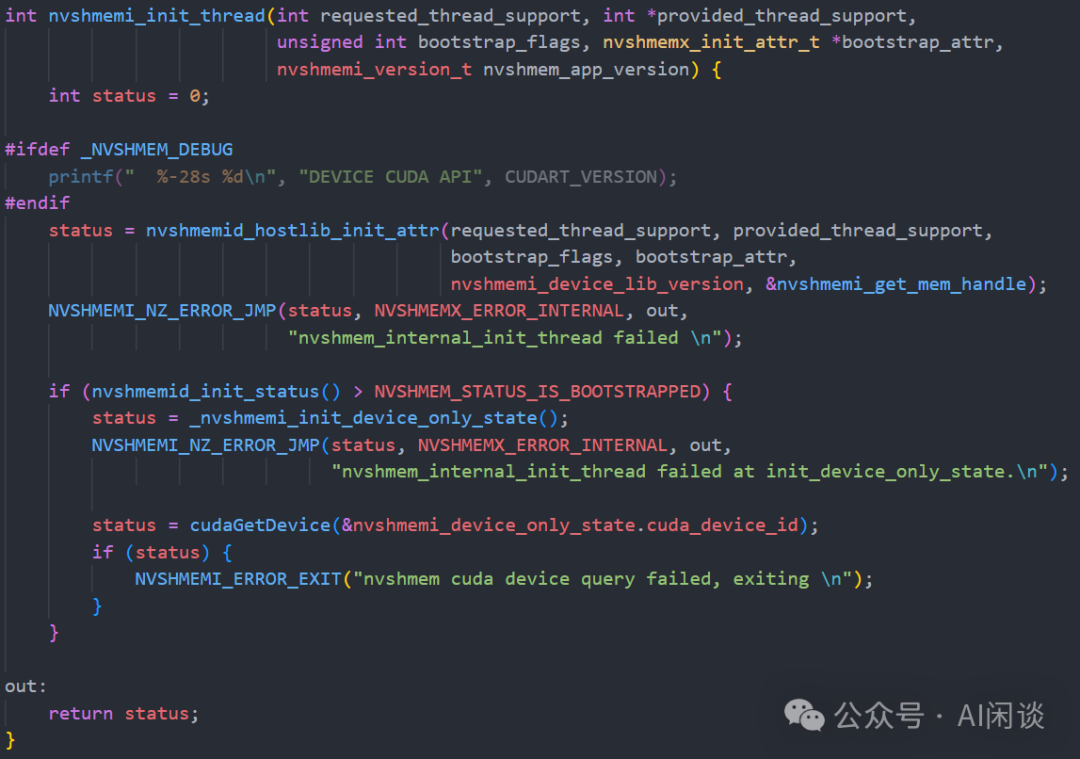 int nvshmemi_init_thread(int requested_thread_support, int *provided_thread_support,
                         unsigned int bootstrap_flags, nvshmemx_init_attr_t *bootstrap_attr,
                         nvshmemi_version_t nvshmem_app_version) {
    int status = 0;

#ifdef _NVSHMEM_DEBUG
    printf("  %-28s %d\n", "DEVICE CUDA API", CUDART_VERSION);
#endif
    status = nvshmemid_hostlib_init_attr(requested_thread_support, provided_thread_support,
                                         bootstrap_flags, bootstrap_attr,
                                         nvshmemi_device_lib_version, &nvshmemi_get_mem_handle);
    NVSHMEMI_NZ_ERROR_JMP(status, NVSHMEMX_ERROR_INTERNAL, out,
                          "nvshmem_internal_init_thread failed \n");

    if (nvshmemid_init_status() > NVSHMEM_STATUS_IS_BOOTSTRAPPED) {
        status = _nvshmemi_init_device_only_state();
        NVSHMEMI_NZ_ERROR_JMP(status, NVSHMEMX_ERROR_INTERNAL, out,
                              "nvshmem_internal_init_thread failed at init_device_only_state.\n");

        status = cudaGetDevice(&nvshmemi_device_only_state.cuda_device_id);
        if (status) {
            NVSHMEMI_ERROR_EXIT("nvshmem cuda device query failed, exiting \n");
        }
    }

out:
    return status;
}
公众号 · AI闲谈